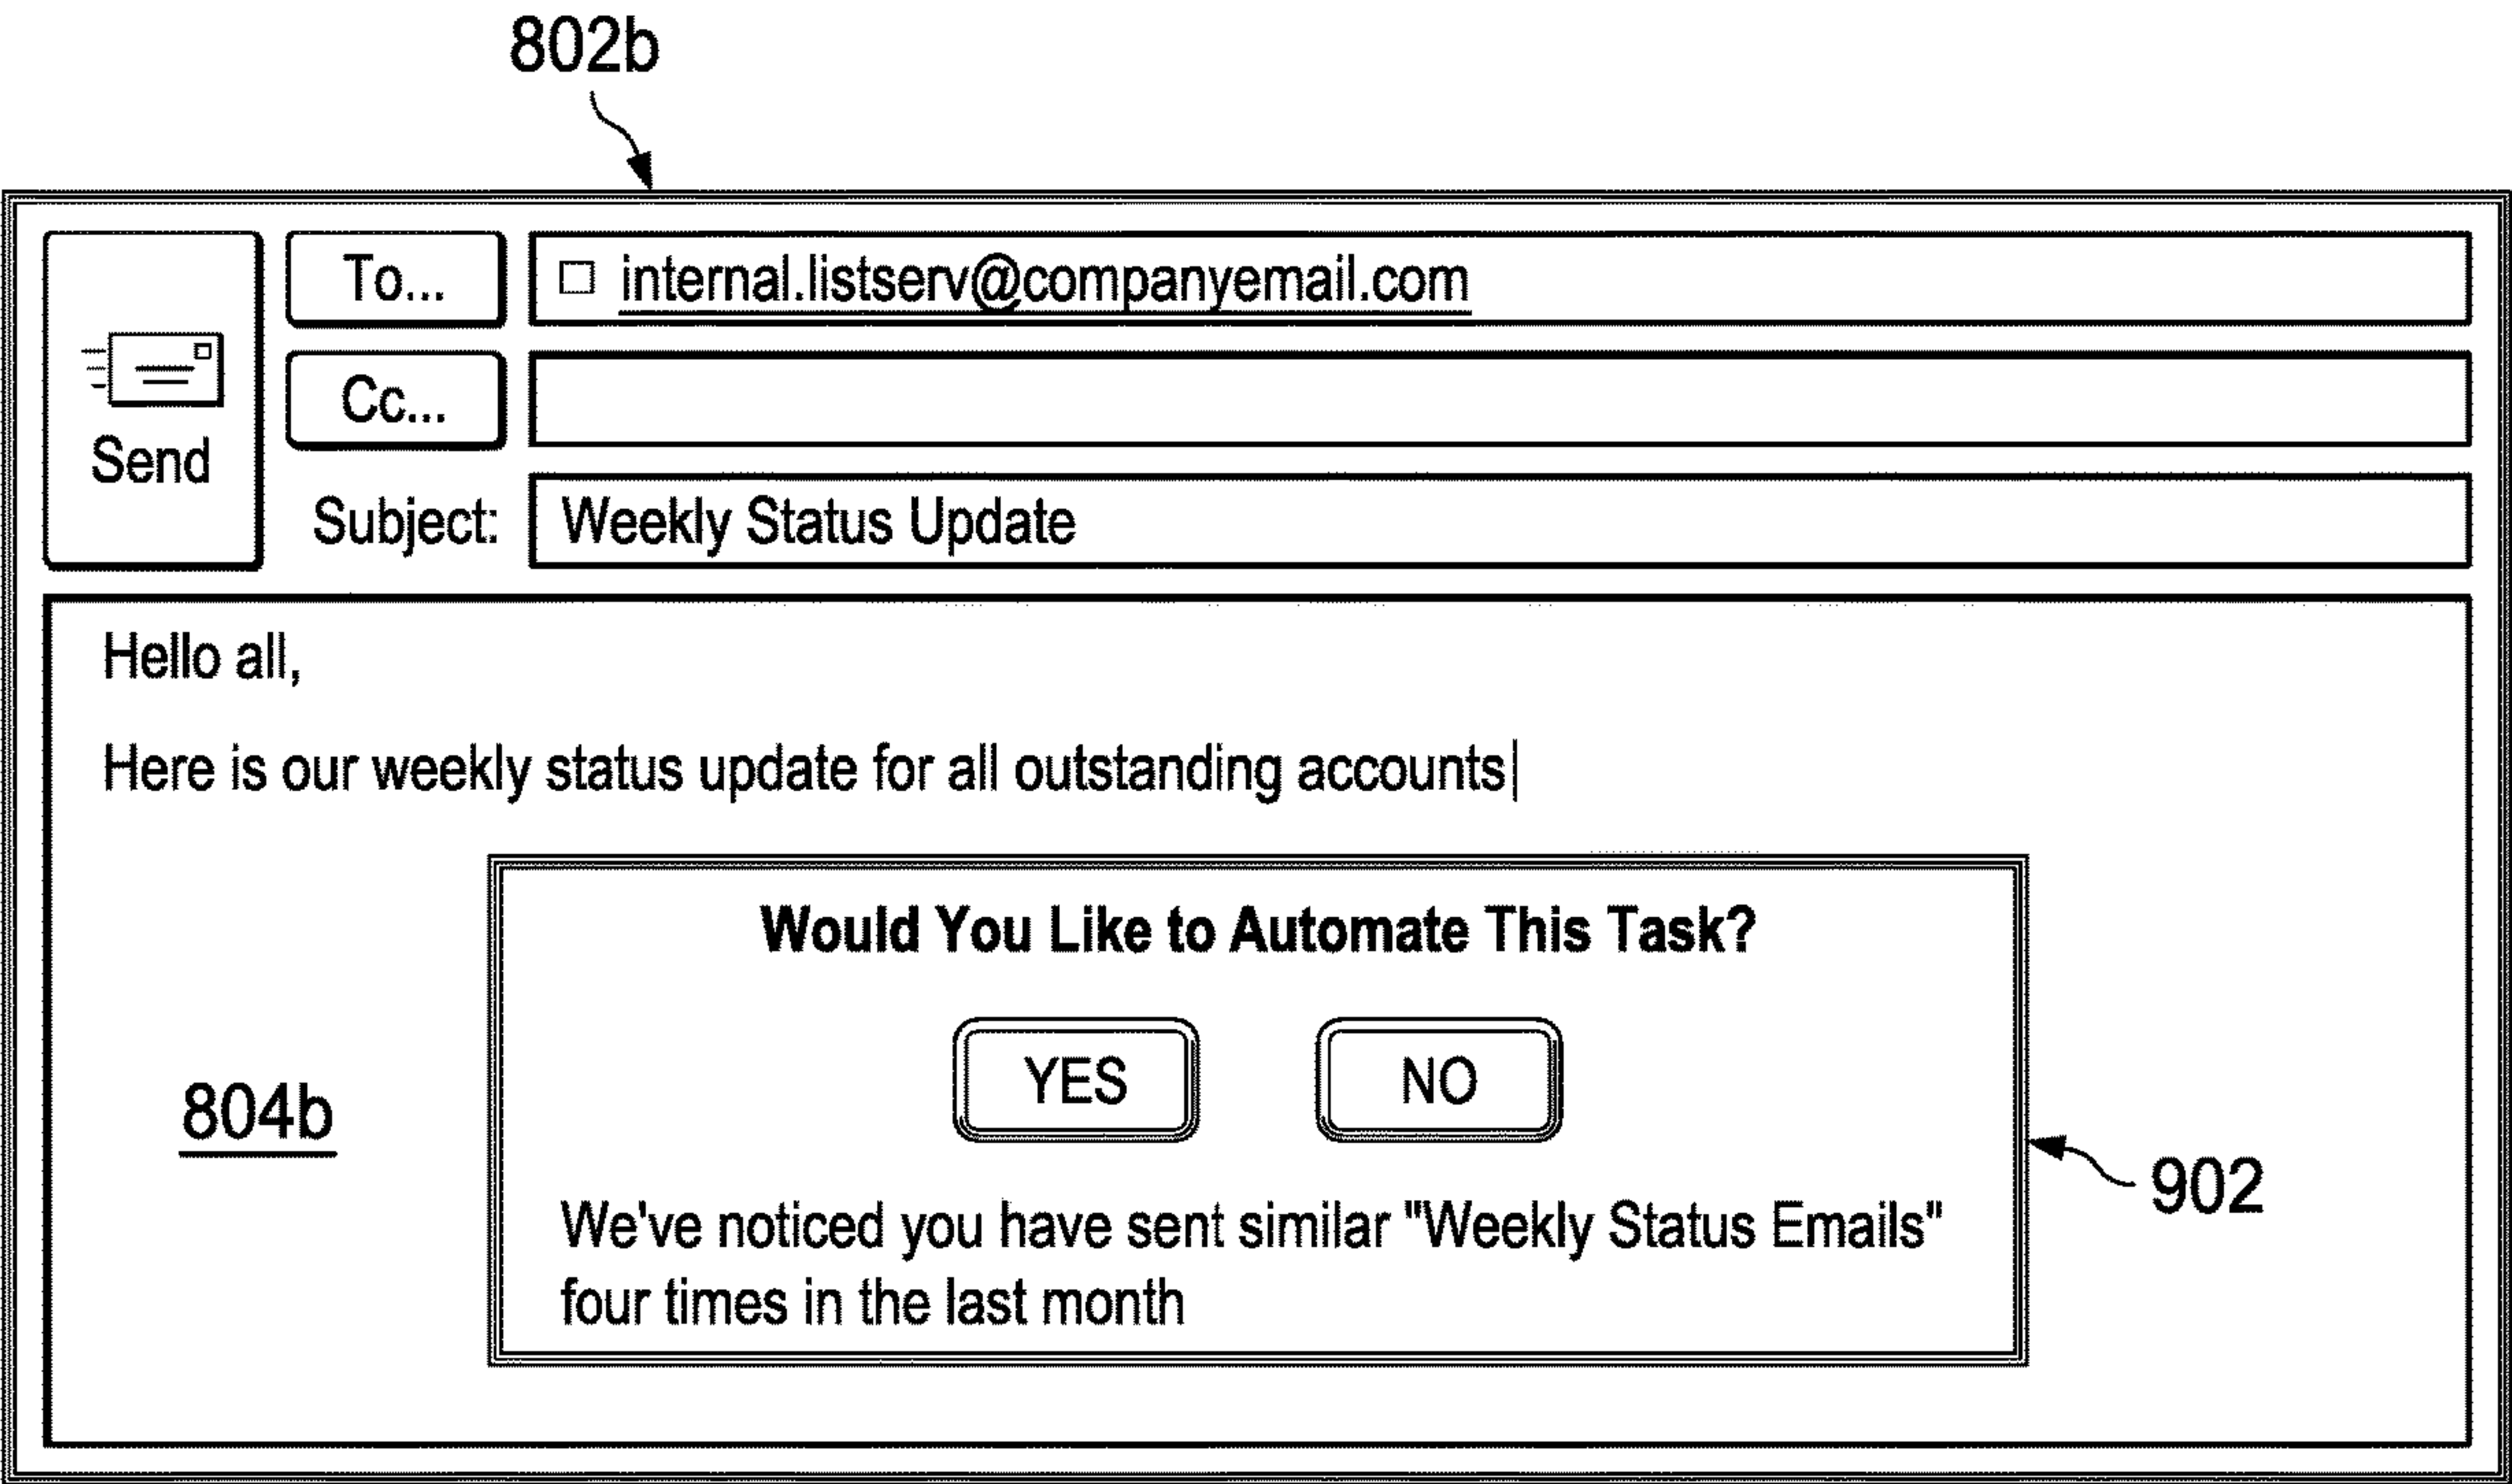 802b
To...
internal.listserv@companyemail.com
Cc...
Send
Subject:
Weekly Status Update
Hello all,
Here is our weekly status update for all outstanding accounts
Would You Like to Automate This Task?
YES
NO
804b
902
We've noticed you have sent similar "Weekly Status Emails"
four times in the last month